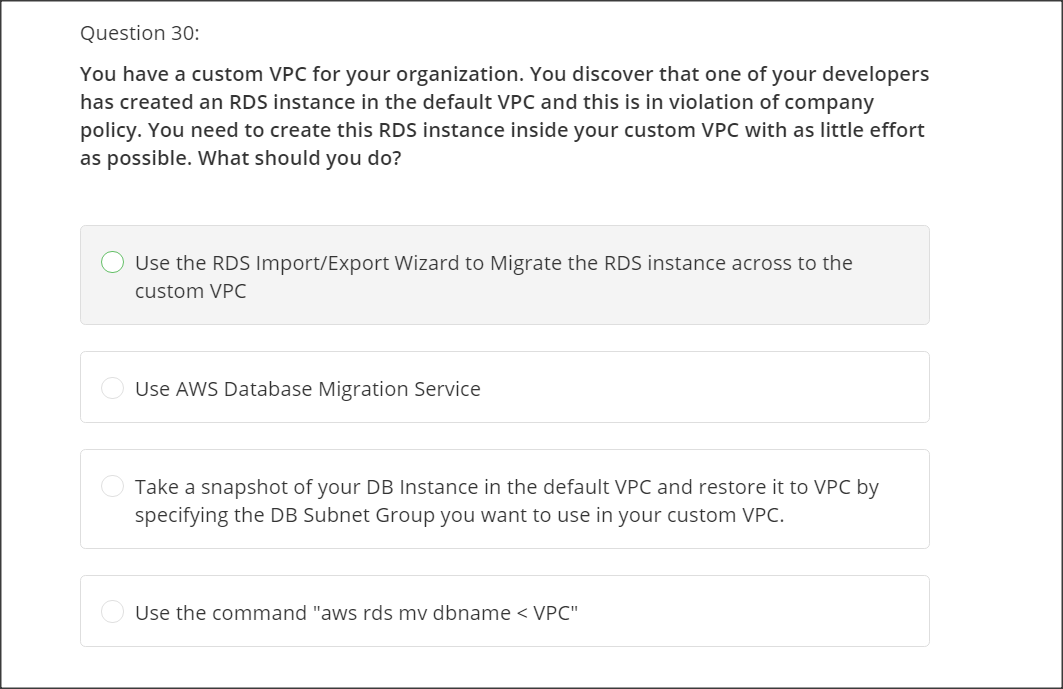 Question 30:
You have a custom VPC for your organization. You discover that one of your developers
has created an RDS instance in the default VPC and this is in violation of company
policy. You need to create this RDS instance inside your custom VPC with as little effort
as possible. What should you do?
Use the RDS Import/Export Wizard to Migrate the RDS instance across to the
custom VPC
Use AWS Database Migration Service
Take a snapshot of your DB Instance in the default VPC and restore it to VPC by
specifying the DB Subnet Group you want to use in your custom VPC.
Use the command "aws rds mv dbname < VPC"